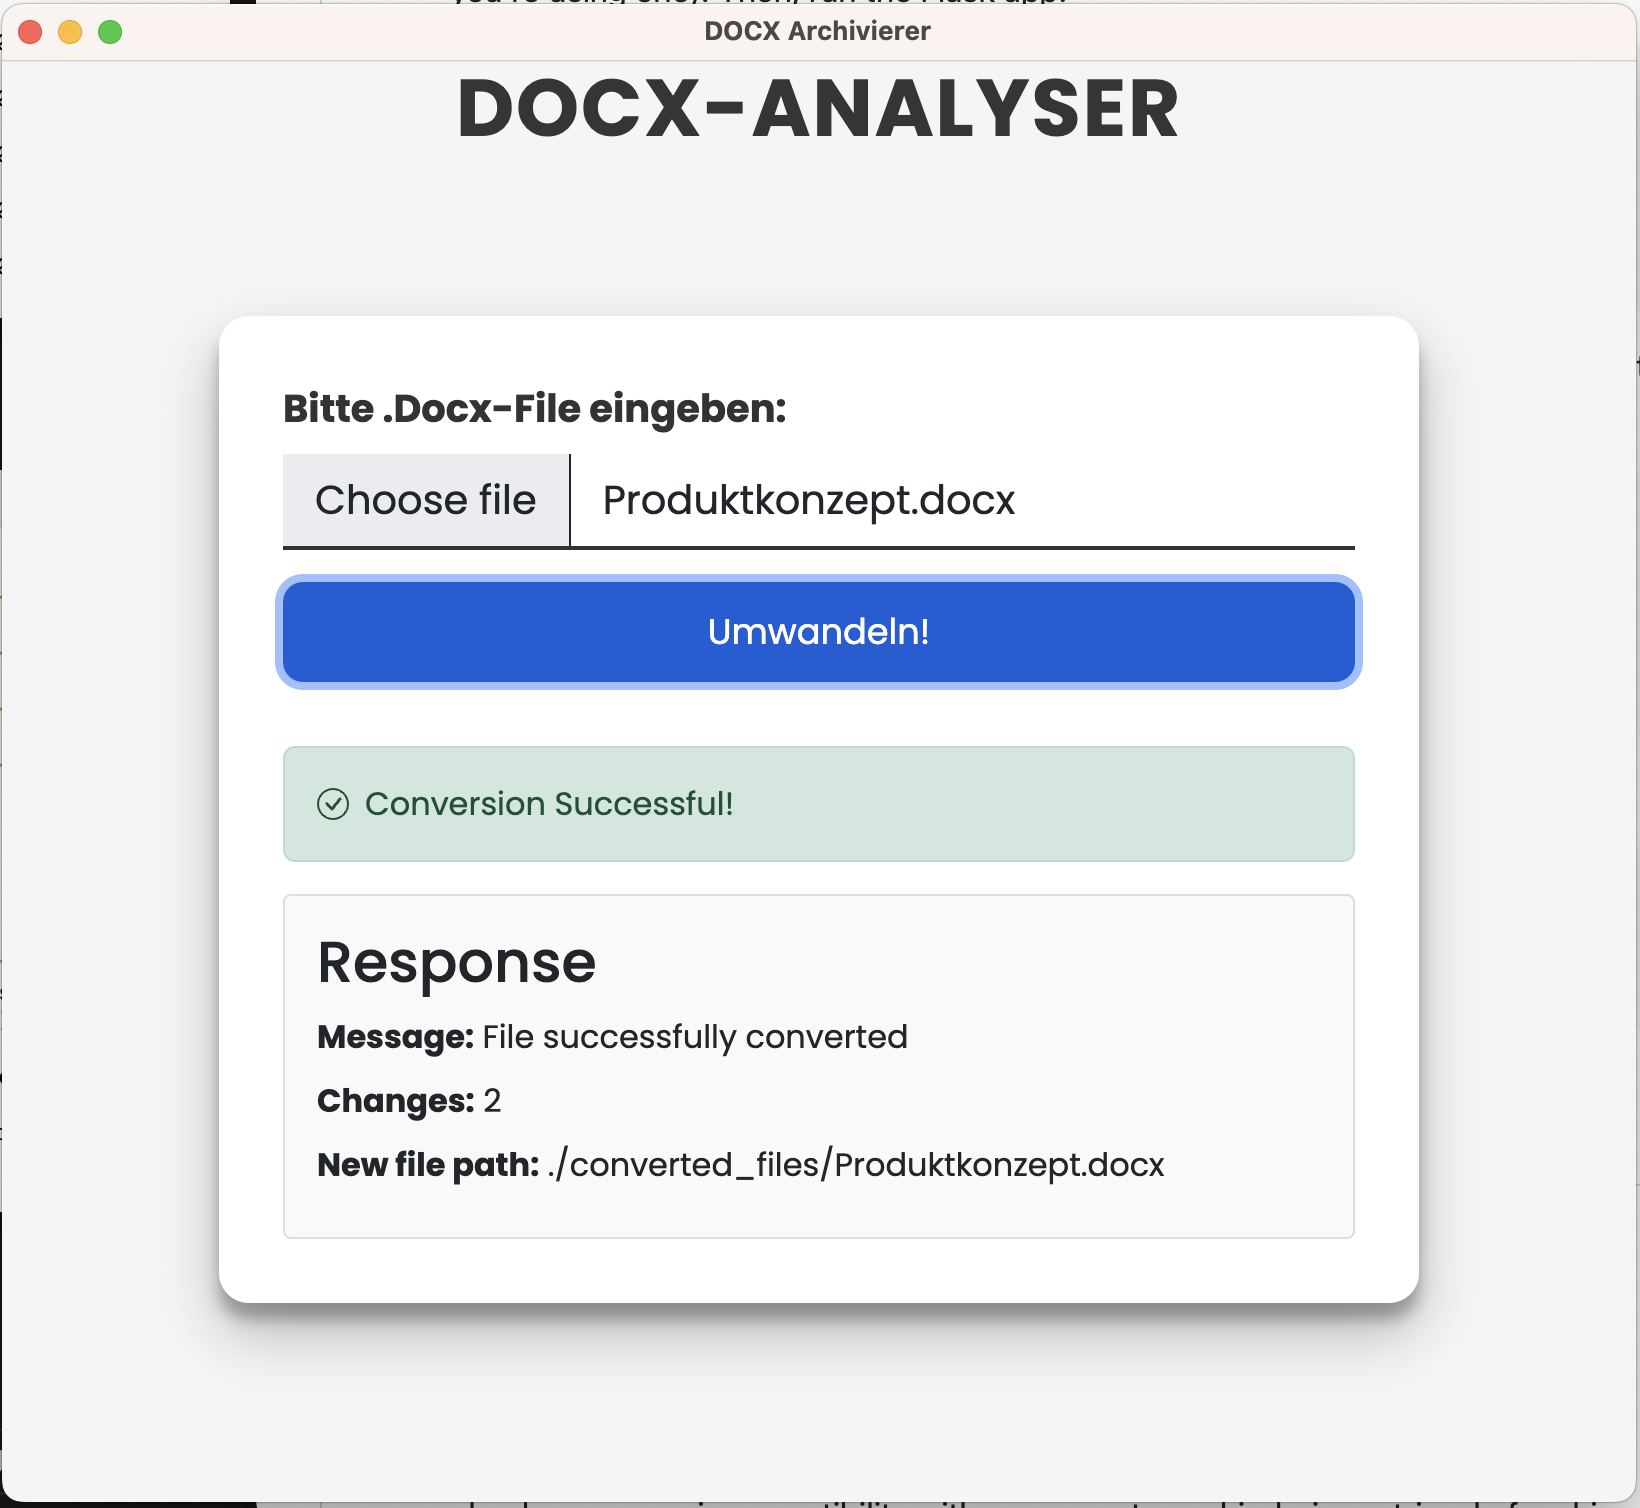 DOCX Archivierer
DOCX-ANALYSER
Bitte .Docx-File eingeben:
Choose file Produktkonzept.docx
Umwandeln!
Conversion Successful!
Response
Message: File successfully converted
Changes: 2
New file path: ./converted_files/Produktkonzept.docx